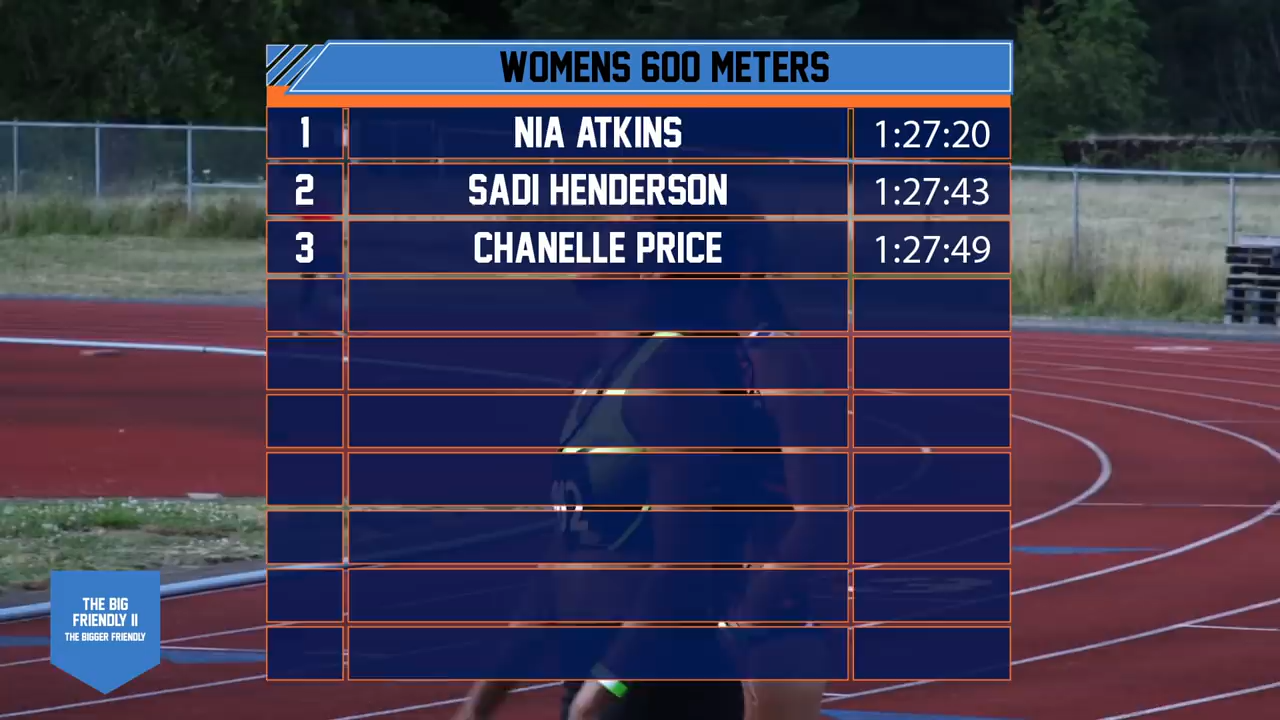 WOMENS 600 METERS
1 NIA ATKINS 1:27:20
2 SADI HENDERSON 1:27:43
3 CHANELLE PRICE 1:27:49
92
THE BIG
FRIENDLY II
THE BIGGER FRIENDLY